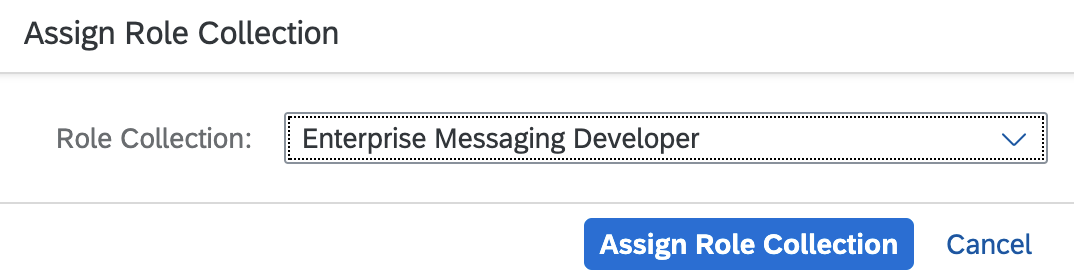 Assign Role Collection
Role Collection: Enterprise Messaging Developer
Assign Role Collection Cancel